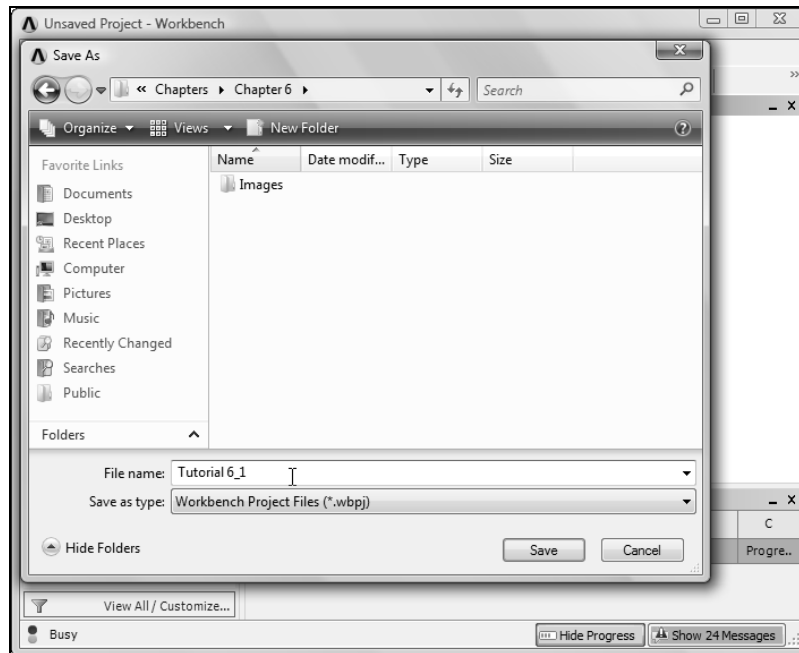 Unsaved Project - Workbench
Save As
« Chapters ▸ Chapter 6 ▸
Search
Organize
Views
New Folder
Favorite Links
Name
Date modif...
Type
Size
Documents
Images
Desktop
Recent Places
Computer
Pictures
Music
Recently Changed
Searches
Public
Folders
File name: Tutorial 6_1
Save as type: Workbench Project Files (*.wbpj)
C
Hide Folders
Save
Cancel
Progre..
View All / Customize...
Busy
Hide Progress
Show 24 Messages